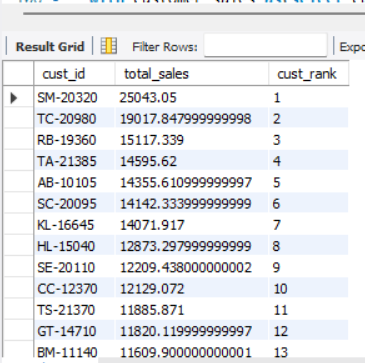 Result Grid Filter Rows: Expo
cust_id total_sales cust_rank
SM-20320 25043.05 1
TC-20980 19017.847999999998 2
RB-19360 15117.339 3
TA-21385 14595.62 4
AB-10105 14355.610999999997 5
SC-20095 14142.333999999999 6
KL-16645 14071.917 7
HL-15040 12873.297999999999 8
SE-20110 12209.438000000002 9
CC-12370 12129.072 10
TS-21370 11885.871 11
GT-14710 11820.119999999997 12
BM-11140 11609.900000000001 13